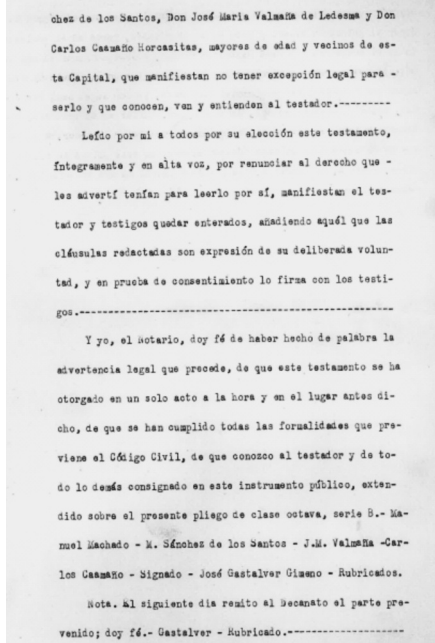 chez de los Santos, Don José Maria Valmaña de Ledesma y Don
Carlos Caamaño Horcasitas, mayores de edad y vecinos de es-
ta Capital, que manifiestan no tener excepción legal para -
serlo y que conocen, ven y entienden al testador.---------
Leído por mi a todos por su elección este testamento,
íntegramente y en alta voz, por renunciar al derecho que -
les advertí tenían para leerlo por sí, manifiestan el tes-
tador y testigos quedar enterados, añadiendo aquél que las
cláusulas redactadas son expresión de su deliberada volun-
tad, y en prueba de consentimiento lo firma con los testi-
gos.--------------------------------------------------
Y yo, el Notario, doy fé de haber hecho de palabra la
advertencia legal que precede, de que este testamento se ha
otorgado en un solo acto a la hora y en el lugar antes di-
cho, de que se han cumplido todas las formalidades que pre-
viene el Código Civil, de que conozco al testador y de to-
do lo demás consignado en este instrumento público, exten-
dido sobre el presente pliego de clase octava, serie B.- Ma-
nuel Machado - M. Sánchez de los Santos - J.M. Valmaña -Car-
los Caamaño - Signado - José Gastalver Gimeno - Rubricados.
Nota. Al siguiente dia remito al Decanato el parte pre-
venido; doy fé.- Gastalver - Rubricado.-----------------